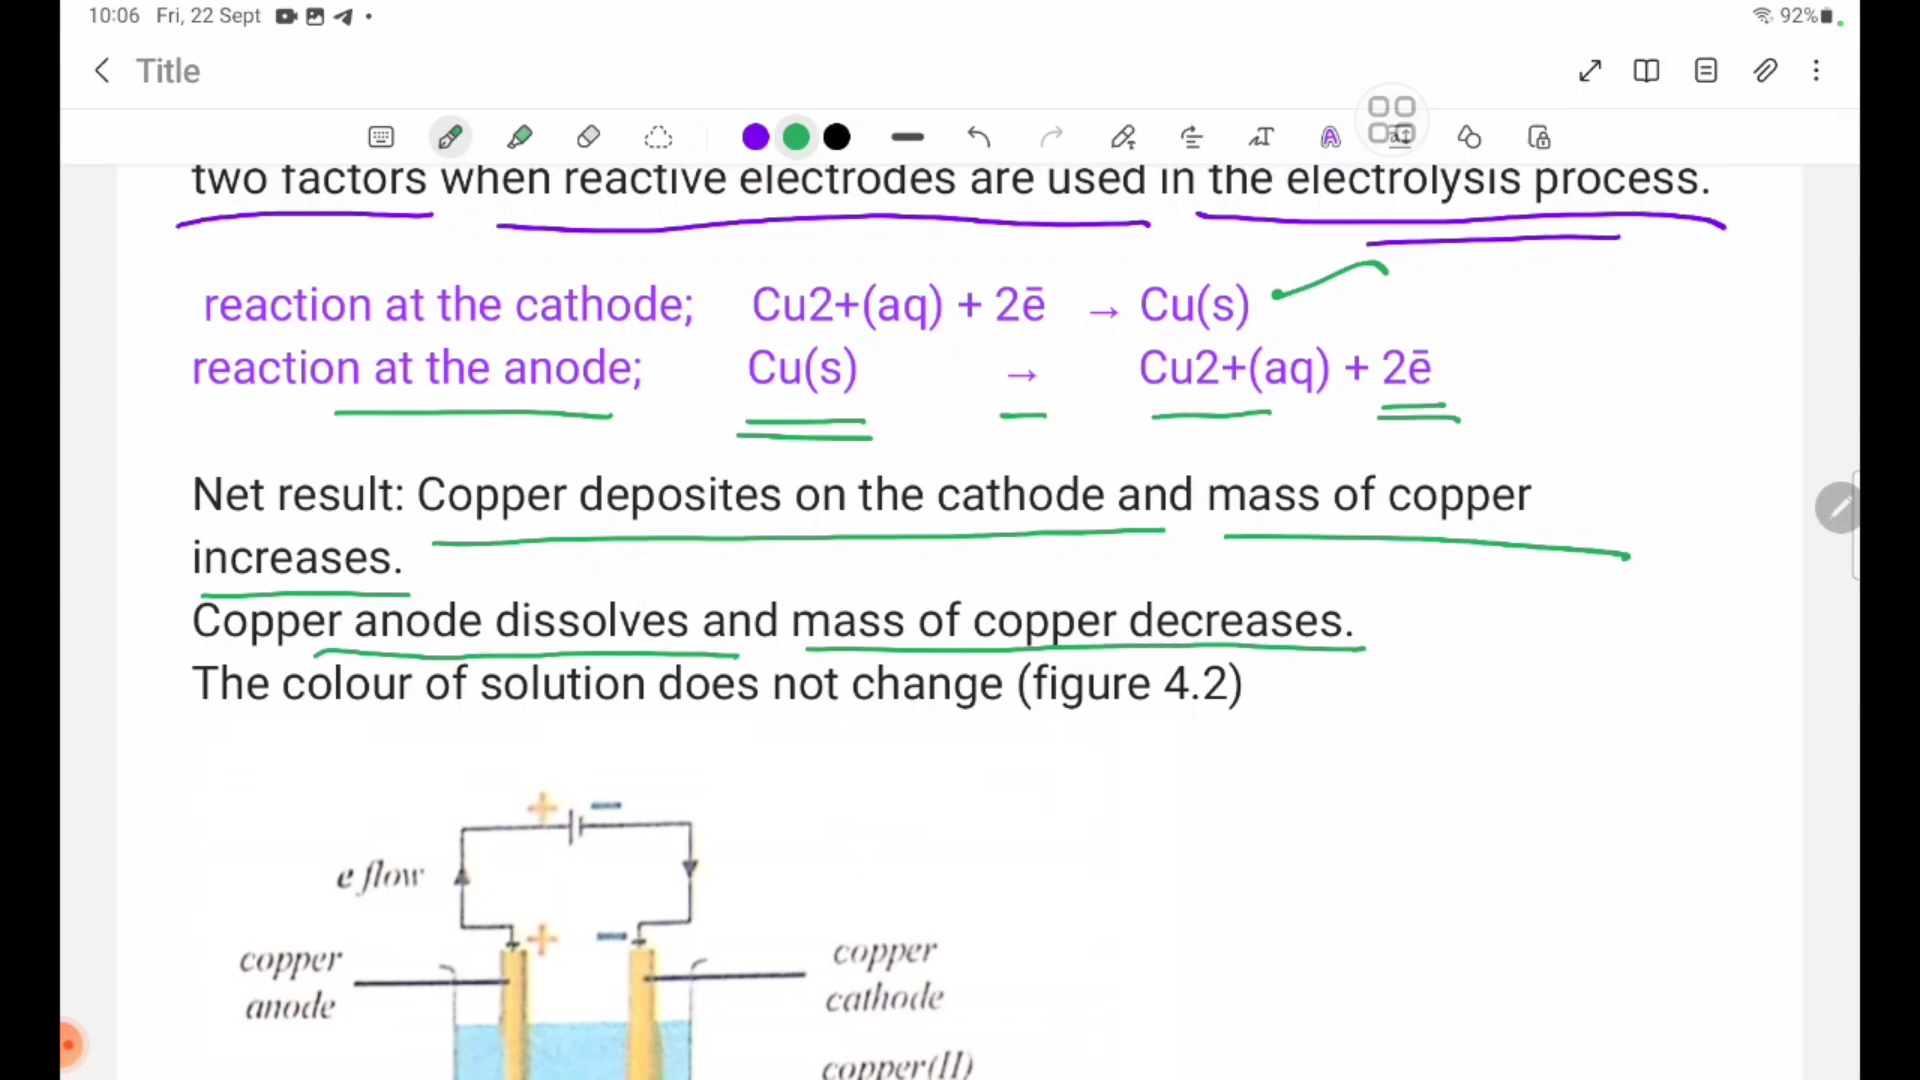 10:06 Fri, 22 Sept
92%
Title
two factors when reactive electrodes are used in the electrolysis process.
reaction at the cathode; Cu2+(aq) + 2ē → Cu(s)
reaction at the anode; Cu(s) → Cu2+(aq) + 2ē
Net result: Copper deposites on the cathode and mass of copper
increases.
Copper anode dissolves and mass of copper decreases.
The colour of solution does not change (figure 4.2)
+ −
e flow
+ −
copper
anode
copper
cathode
copper(II)